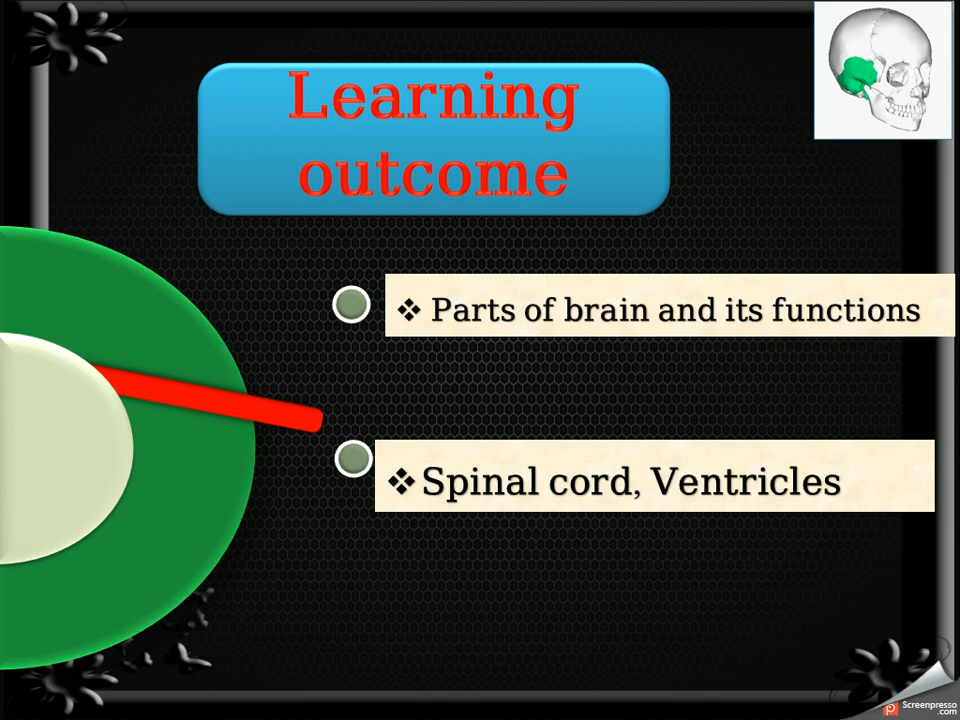 Learning
outcome
❖ Parts of brain and its functions
❖Spinal cord, Ventricles
Screenpresso
.com